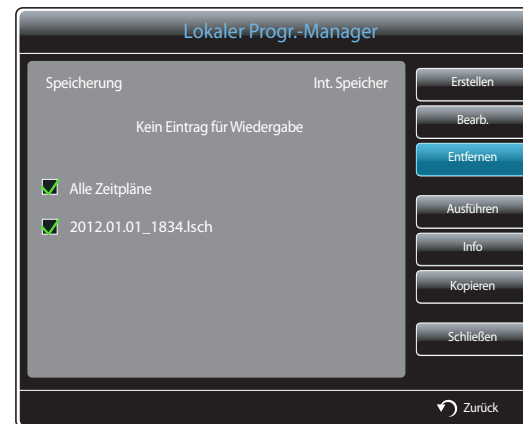 Lokaler Progr.-Manager
Speicherung Int. Speicher
Kein Eintrag für Wiedergabe
Alle Zeitpläne
2012.01.01_1834.lsch
Erstellen
Bearb.
Entfernen
Ausführen
Info
Kopieren
Schließen
Zurück